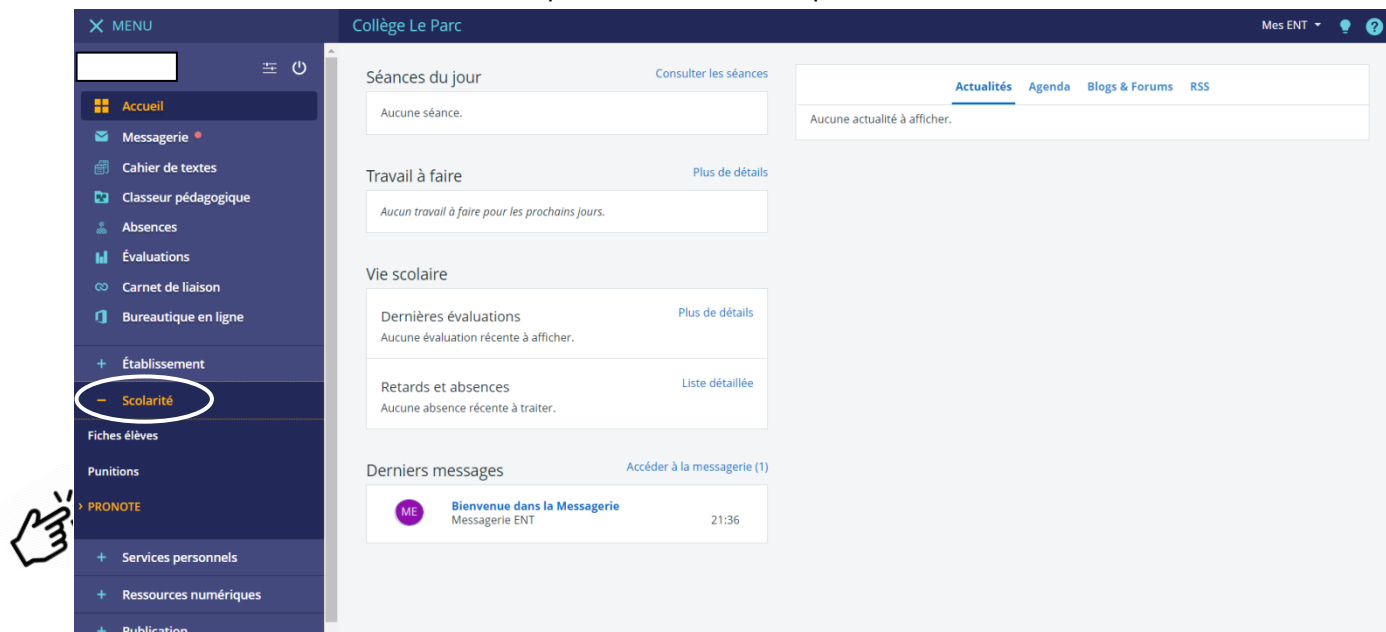 MENU
Collège Le Parc
Mes ENT
?
Accueil
Messagerie
Cahier de textes
Classeur pédagogique
Absences
Évaluations
Carnet de liaison
Bureautique en ligne
+ Établissement
− Scolarité
Fiches élèves
Punitions
› PRONOTE
+ Services personnels
+ Ressources numériques
+ Publication
Séances du jour
Consulter les séances
Aucune séance.
Travail à faire
Plus de détails
Aucun travail à faire pour les prochains jours.
Vie scolaire
Dernières évaluations
Plus de détails
Aucune évaluation récente à afficher.
Retards et absences
Liste détaillée
Aucune absence récente à traiter.
Derniers messages
Accéder à la messagerie (1)
ME
Bienvenue dans la Messagerie
Messagerie ENT
21:36
Actualités Agenda Blogs & Forums RSS
Aucune actualité à afficher.